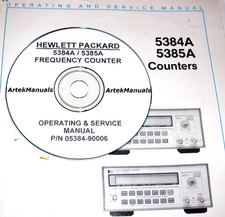 OPERATING AND SERVICE MANUAL
5384A
5385A
Counters
HEWLETT PACKARD
5384A / 5385A
FREQUENCY COUNTER
ArtekManuals
ArtekManuals
OPERATING & SERVICE
MANUAL
P/N 05384-90006